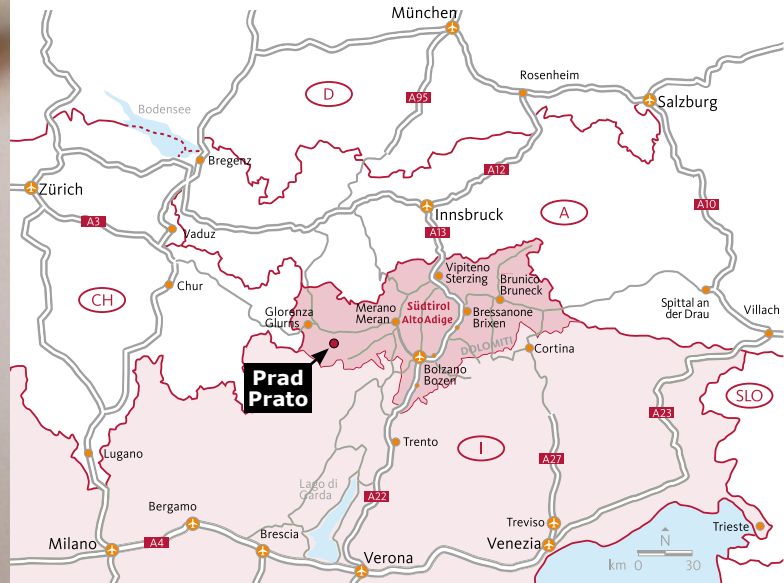 München
Rosenheim
D
A95
Salzburg
Bodensee
Bregenz
A12
Zürich
A3
Vaduz
Innsbruck
A13
A
A10
Chur
CH
Vipiteno
Sterzing
Brunico
Bruneck
Glorenza
Glurns
Merano
Meran
Südtirol
AltoAdige
Bressanone
Brixen
Spittal an
der Drau
Villach
DOLOMITI
Cortina
Prad
Prato
Bolzano
Bozen
SLO
A23
Lugano
Trento
I
A27
Lago di
Garda
A22
Bergamo
Brescia
Treviso
Trieste
Milano
A4
Verona
Venezia
N
km 0 30